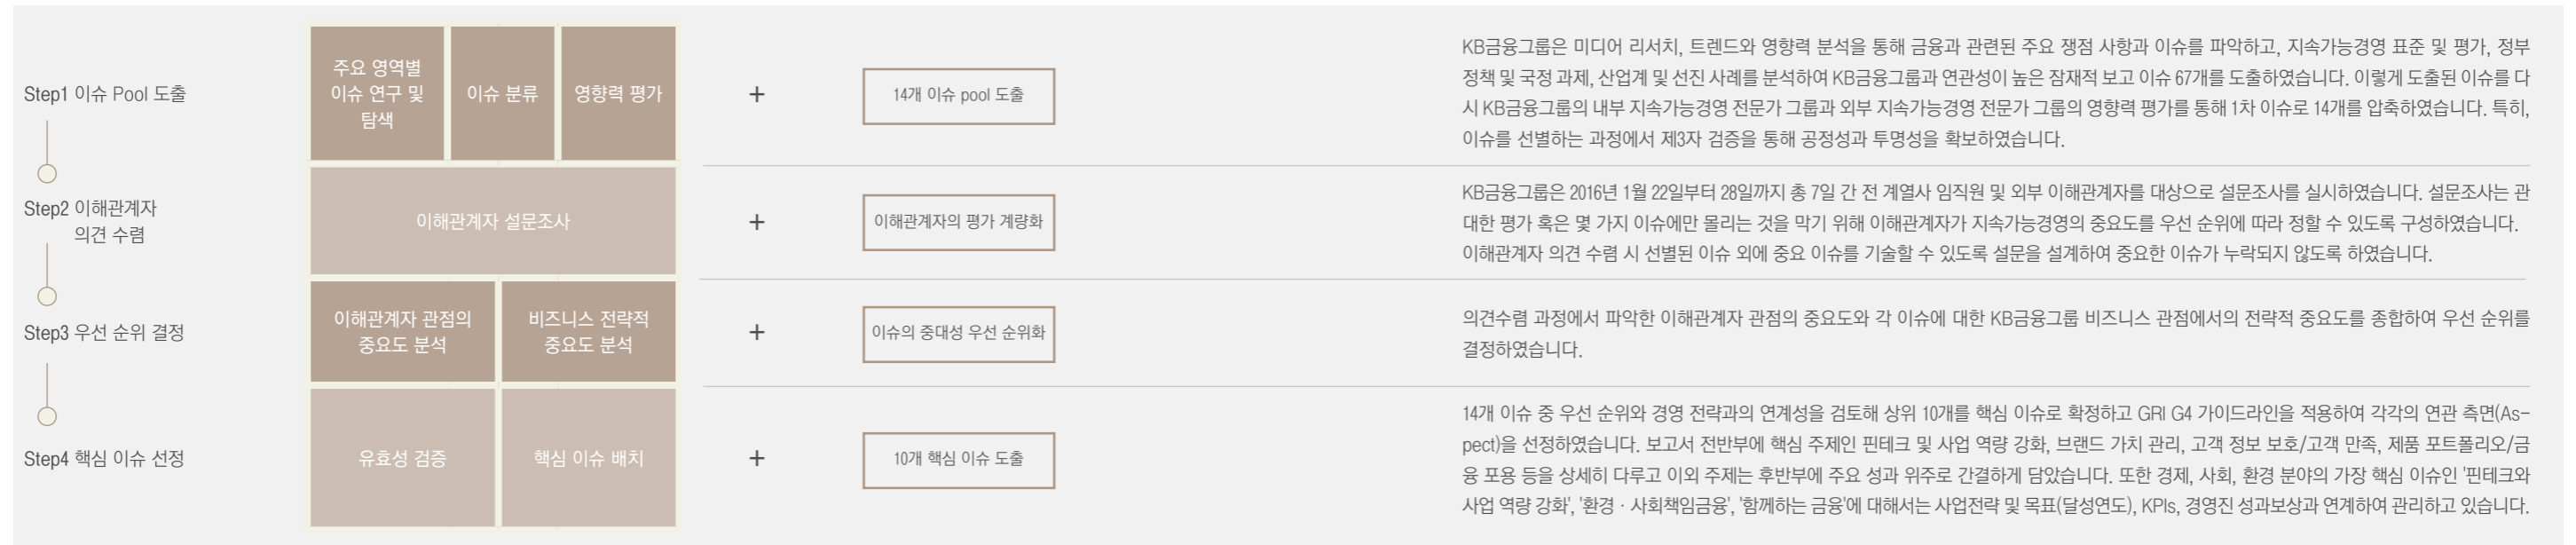 Step1 이슈 Pool 도출
주요 영역별
이슈 연구 및
탐색
이슈 분류
영향력 평가
+
14개 이슈 pool 도출
KB금융그룹은 미디어 리서치, 트렌드와 영향력 분석을 통해 금융과 관련된 주요 쟁점 사항과 이슈를 파악하고, 지속가능경영 표준 및 평가, 정부
정책 및 국정 과제, 산업계 및 선진 사례를 분석하여 KB금융그룹과 연관성이 높은 잠재적 보고 이슈 67개를 도출하였습니다. 이렇게 도출된 이슈를 다
시 KB금융그룹의 내부 지속가능경영 전문가 그룹과 외부 지속가능경영 전문가 그룹의 영향력 평가를 통해 1차 이슈로 14개를 압축하였습니다. 특히,
이슈를 선별하는 과정에서 제3자 검증을 통해 공정성과 투명성을 확보하였습니다.
Step2 이해관계자
의견 수렴
이해관계자 설문조사
+
이해관계자의 평가 계량화
KB금융그룹은 2016년 1월 22일부터 28일까지 총 7일 간 전 계열사 임직원 및 외부 이해관계자를 대상으로 설문조사를 실시하였습니다. 설문조사는 관
대한 평가 혹은 몇 가지 이슈에만 몰리는 것을 막기 위해 이해관계자가 지속가능경영의 중요도를 우선 순위에 따라 정할 수 있도록 구성하였습니다.
이해관계자 의견 수렴 시 선별된 이슈 외에 중요 이슈를 기술할 수 있도록 설문을 설계하여 중요한 이슈가 누락되지 않도록 하였습니다.
Step3 우선 순위 결정
이해관계자 관점의
중요도 분석
비즈니스 전략적
중요도 분석
+
이슈의 중대성 우선 순위화
의견수렴 과정에서 파악한 이해관계자 관점의 중요도와 각 이슈에 대한 KB금융그룹 비즈니스 관점에서의 전략적 중요도를 종합하여 우선 순위를
결정하였습니다.
Step4 핵심 이슈 선정
유효성 검증
핵심 이슈 배치
+
10개 핵심 이슈 도출
14개 이슈 중 우선 순위와 경영 전략과의 연계성을 검토해 상위 10개를 핵심 이슈로 확정하고 GRI G4 가이드라인을 적용하여 각각의 연관 측면(As-
pect)을 선정하였습니다. 보고서 전반부에 핵심 주제인 핀테크 및 사업 역량 강화, 브랜드 가치 관리, 고객 정보 보호/고객 만족, 제품 포트폴리오/금
융 포용 등을 상세히 다루고 이외 주제는 후반부에 주요 성과 위주로 간결하게 담았습니다. 또한 경제, 사회, 환경 분야의 가장 핵심 이슈인 '핀테크와
사업 역량 강화', '환경 · 사회책임금융', '함께하는 금융'에 대해서는 사업전략 및 목표(달성연도), KPIs, 경영진 성과보상과 연계하여 관리하고 있습니다.